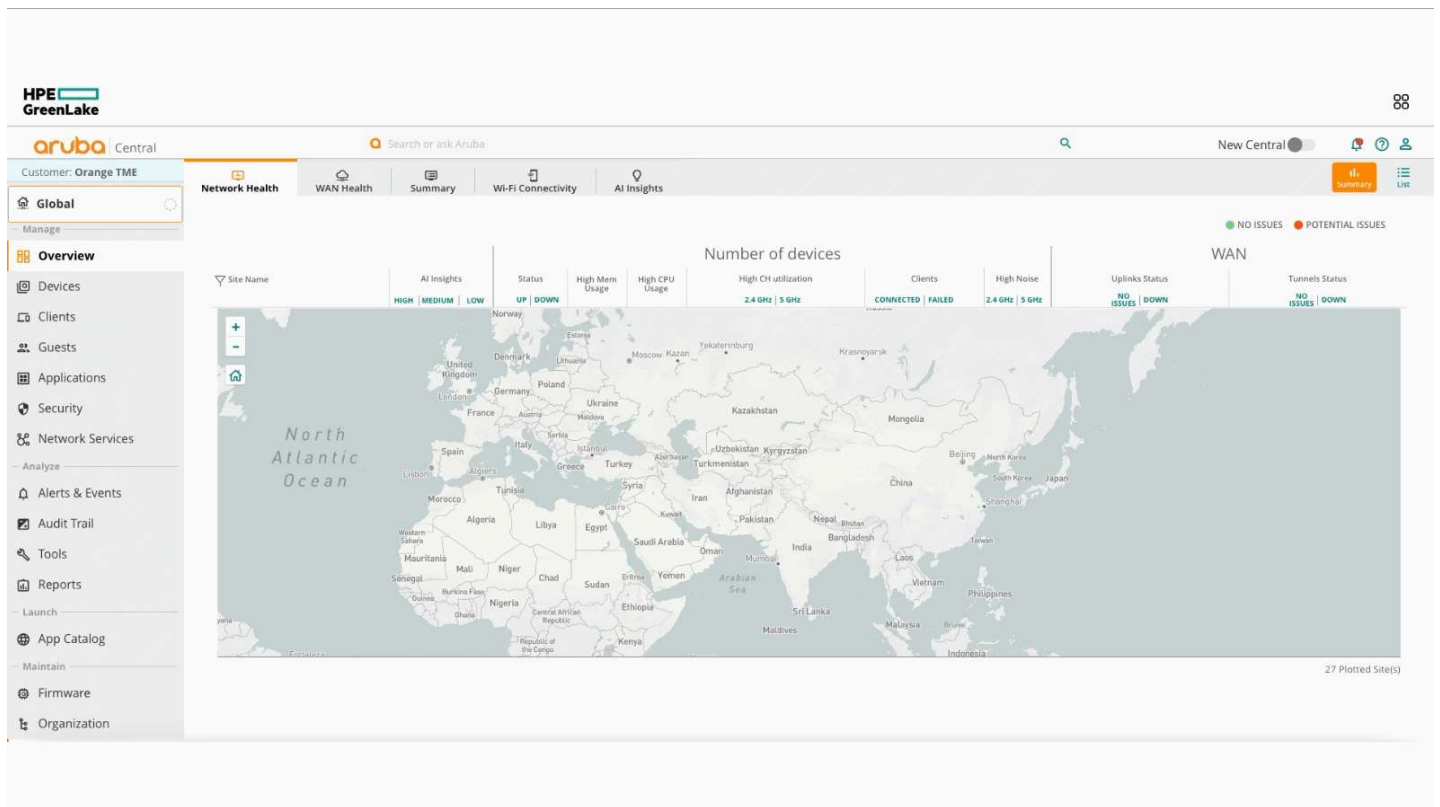 HPE
GreenLake
aruba Central
Search or ask Aruba
New Central
Customer: Orange TME
Global
Manage
Overview
Devices
Clients
Guests
Applications
Security
Network Services
Analyze
Alerts & Events
Audit Trail
Tools
Reports
Launch
App Catalog
Maintain
Firmware
Organization
Network Health
WAN Health
Summary
Wi-Fi Connectivity
AI Insights
Summary
List
NO ISSUES
POTENTIAL ISSUES
Number of devices
WAN
Site Name
AI Insights
HIGH | MEDIUM | LOW
Status
UP | DOWN
High Mem
Usage
High CPU
Usage
High CH utilization
2.4 GHz | 5 GHz
Clients
CONNECTED | FAILED
High Noise
2.4 GHz | 5 GHz
Uplinks Status
NO
ISSUES | DOWN
Tunnels Status
NO
ISSUES | DOWN
+
-
Norway
Estonia
Yekaterinburg
Krasnoyarsk
Denmark
Lithuania
Moscow
Kazan
United
Kingdom
London
Germany
Poland
Ukraine
Kazakhstan
Mongolia
France
Austria
Moldova
Serbia
North
Atlantic
Ocean
Spain
Italy
Istanbul
Azerbaijan
Uzbekistan
Kyrgyzstan
Beijing
North Korea
Lisbon
Algiers
Greece
Turkey
Turkmenistan
South Korea
Japan
Tunisia
Syria
Iran
Afghanistan
China
Shanghai
Morocco
Cairo
Kuwait
Algeria
Libya
Egypt
Pakistan
Nepal
Bhutan
Western
Sahara
Saudi Arabia
Oman
India
Bangladesh
Taiwan
Mauritania
Mumbai
Laos
Mali
Niger
Chad
Sudan
Eritrea
Yemen
Arabian
Sea
Vietnam
Senegal
Burkina Faso
Guinea
Nigeria
Philippines
Ghana
Central African
Republic
Ethiopia
Sri Lanka
Maldives
Malaysia
Brunei
Republic of
the Congo
Kenya
Indonesia
Fortaleza
27 Plotted Site(s)